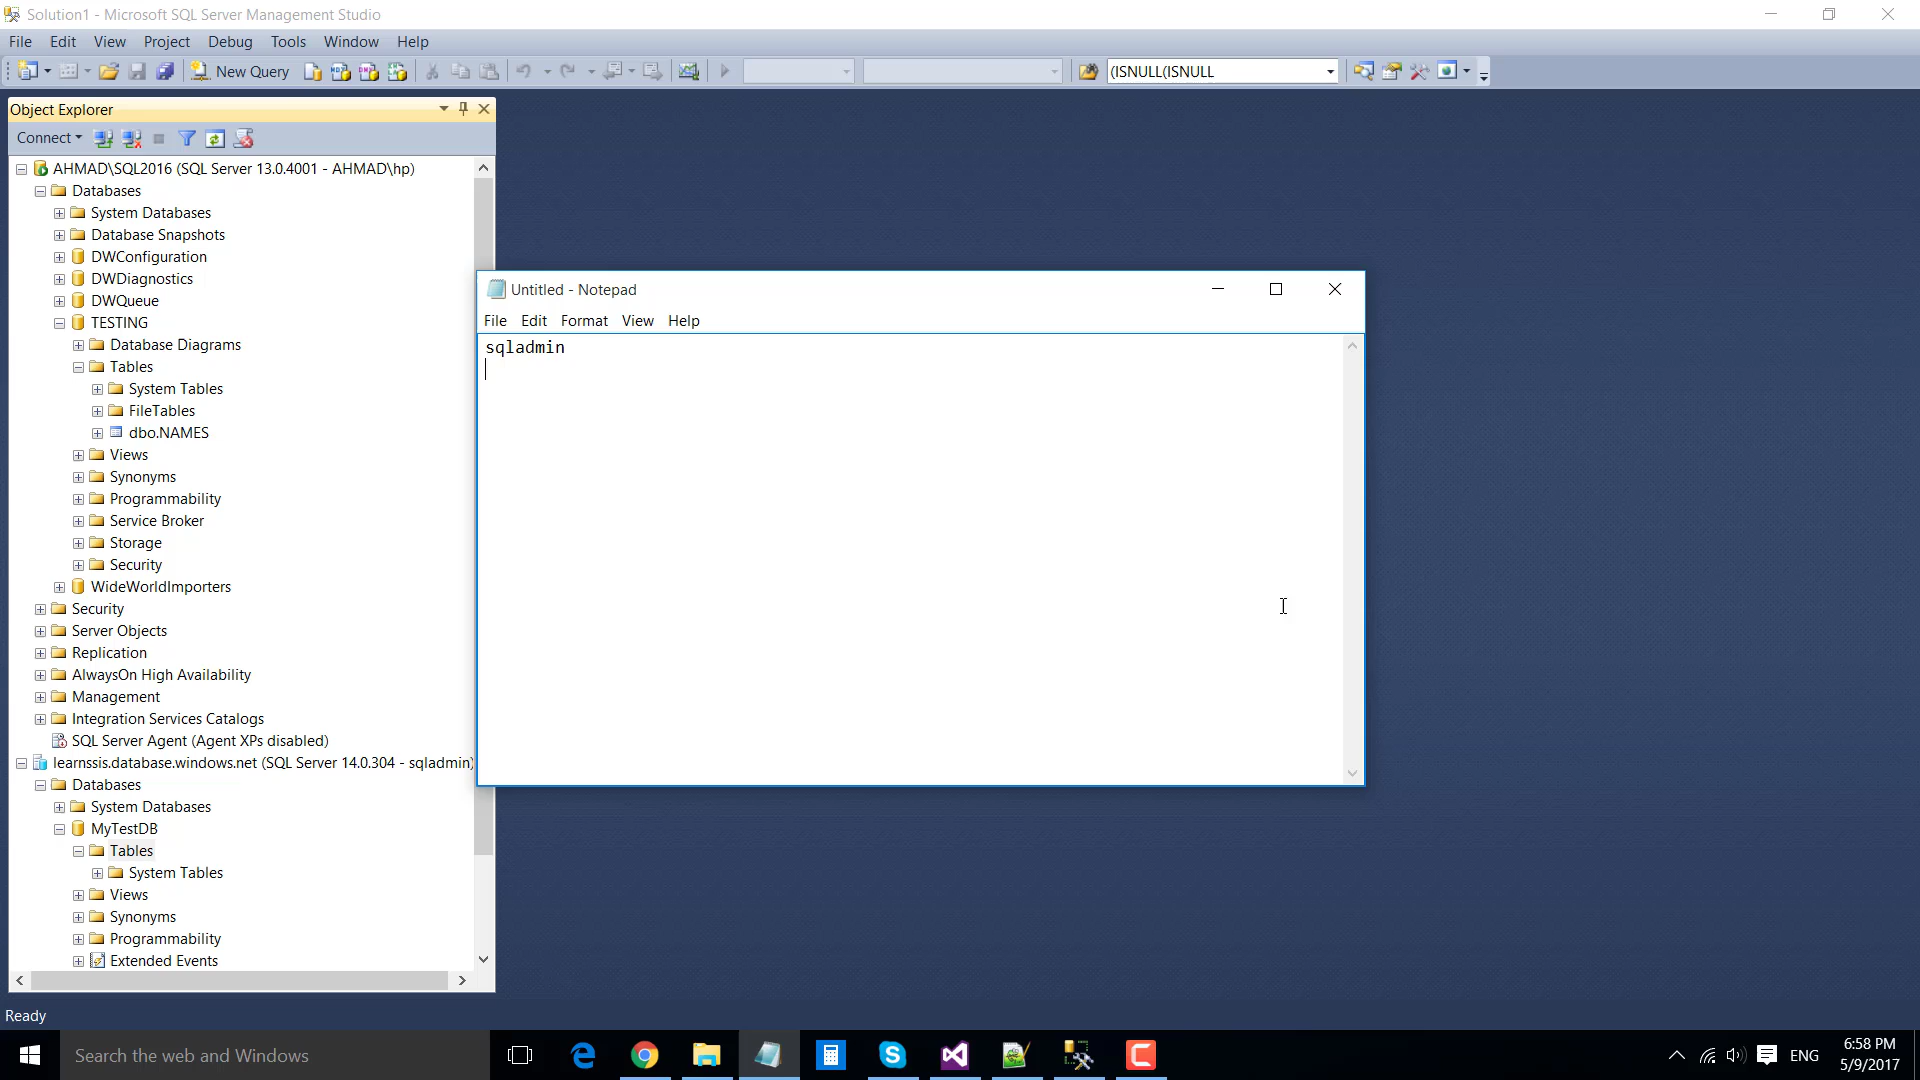 Solution1 - Microsoft SQL Server Management Studio
File Edit View Project Debug Tools Window Help
New Query (ISNULL(ISNULL
Object Explorer
Connect
AHMAD\SQL2016 (SQL Server 13.0.4001 - AHMAD\hp)
Databases
System Databases
Database Snapshots
DWConfiguration
DWDiagnostics
DWQueue
TESTING
Database Diagrams
Tables
System Tables
FileTables
dbo.NAMES
Views
Synonyms
Programmability
Service Broker
Storage
Security
WideWorldImporters
Security
Server Objects
Replication
AlwaysOn High Availability
Management
Integration Services Catalogs
SQL Server Agent (Agent XPs disabled)
learnssis.database.windows.net (SQL Server 14.0.304 - sqladmin)
Databases
System Databases
MyTestDB
Tables
System Tables
Views
Synonyms
Programmability
Extended Events
Untitled - Notepad
File Edit Format View Help
sqladmin
Ready
Search the web and Windows
ENG
6:58 PM
5/9/2017